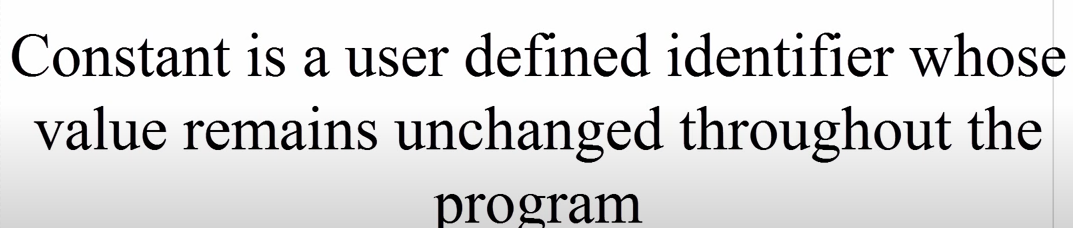 Constant is a user defined identifier whose
value remains unchanged throughout the
program